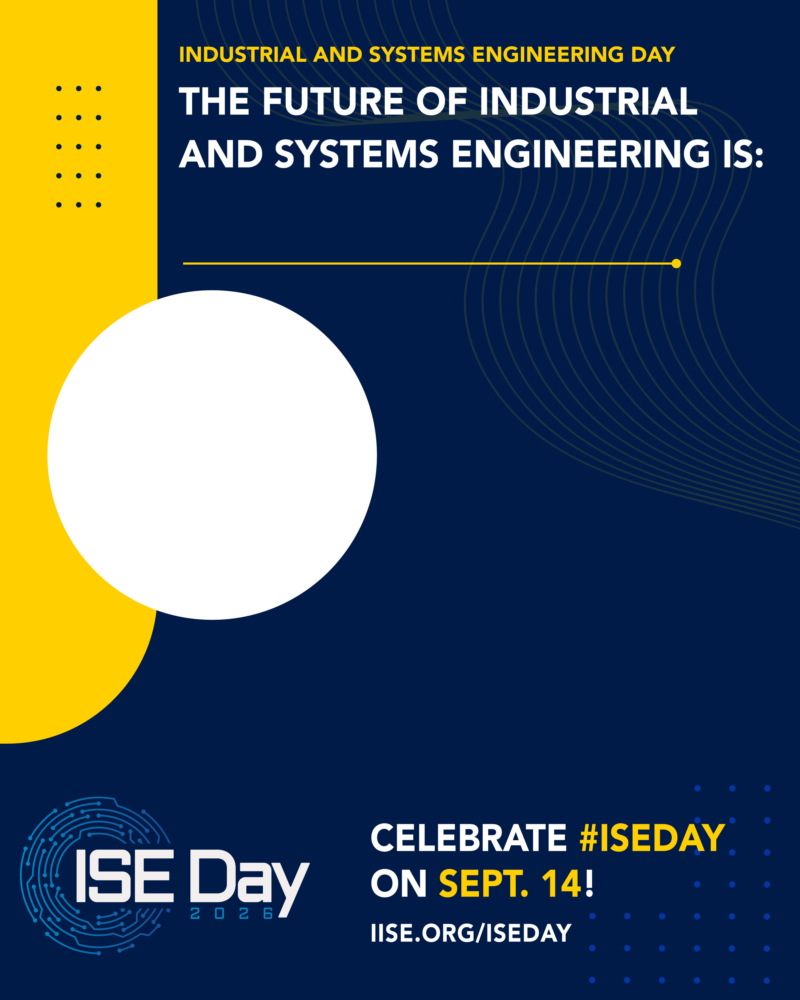 INDUSTRIAL AND SYSTEMS ENGINEERING DAY
THE FUTURE OF INDUSTRIAL
AND SYSTEMS ENGINEERING IS:
ISE Day
2026
CELEBRATE #ISEDAY
ON SEPT. 14!
IISE.ORG/ISEDAY